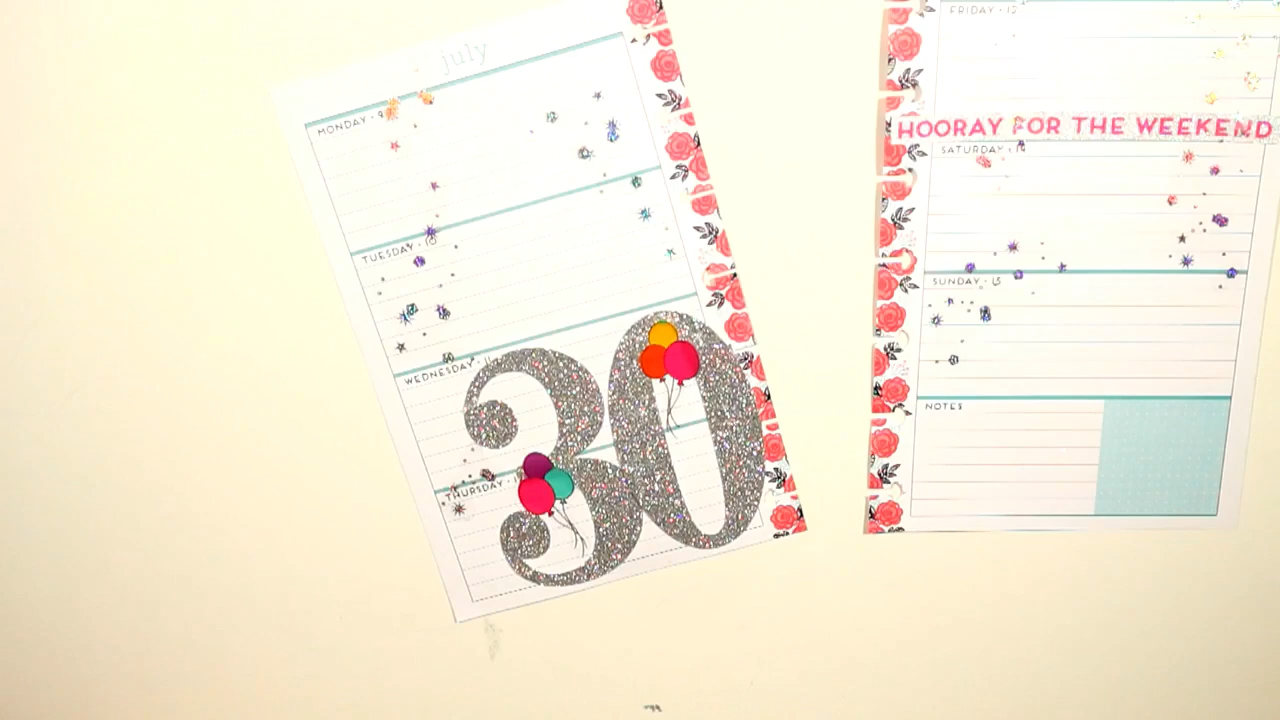 july
MONDAY • 9
TUESDAY • 10
WEDNESDAY • 11
THURSDAY •
30
FRIDAY • 13
HOORAY FOR THE WEEKEND
SATURDAY • 14
SUNDAY • 15
NOTES